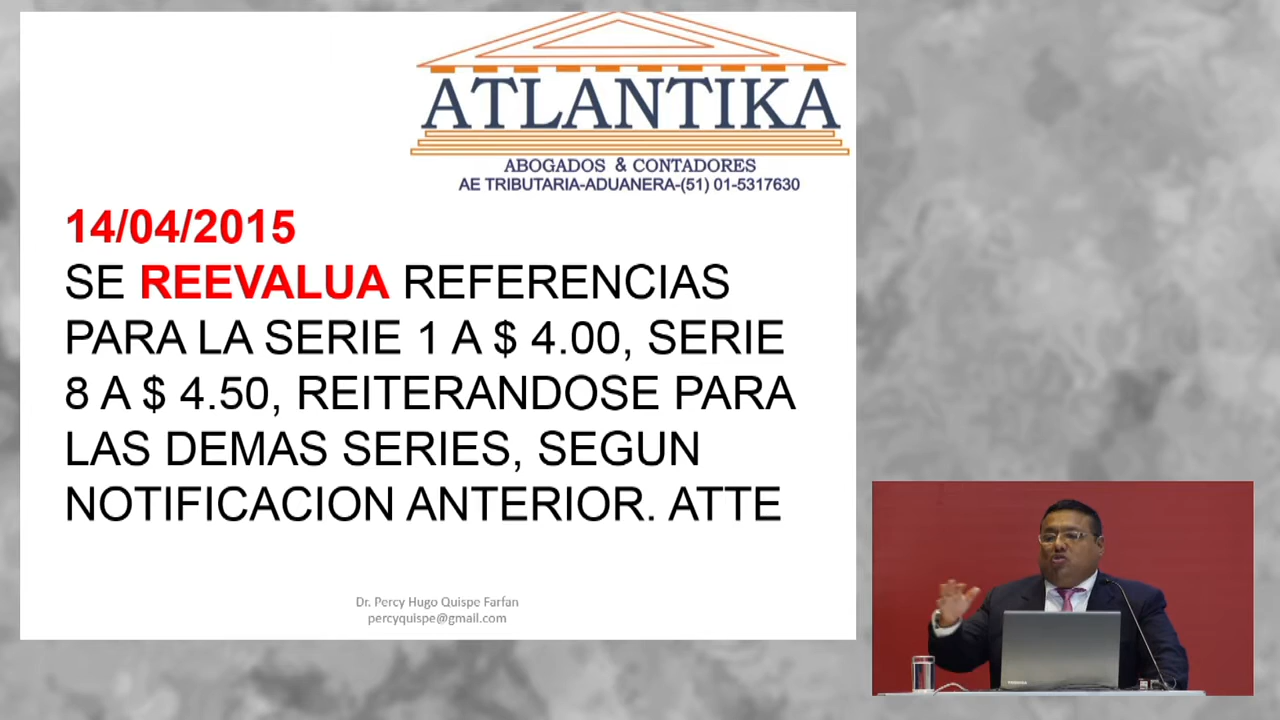 ATLANTIKA
ABOGADOS & CONTADORES
AE TRIBUTARIA-ADUANERA-(51) 01-5317630
14/04/2015
SE REEVALUA REFERENCIAS
PARA LA SERIE 1 A $ 4.00, SERIE
8 A $ 4.50, REITERANDOSE PARA
LAS DEMAS SERIES, SEGUN
NOTIFICACION ANTERIOR. ATTE
Dr. Percy Hugo Quispe Farfan
percyquispe@gmail.com
TOSHIBA